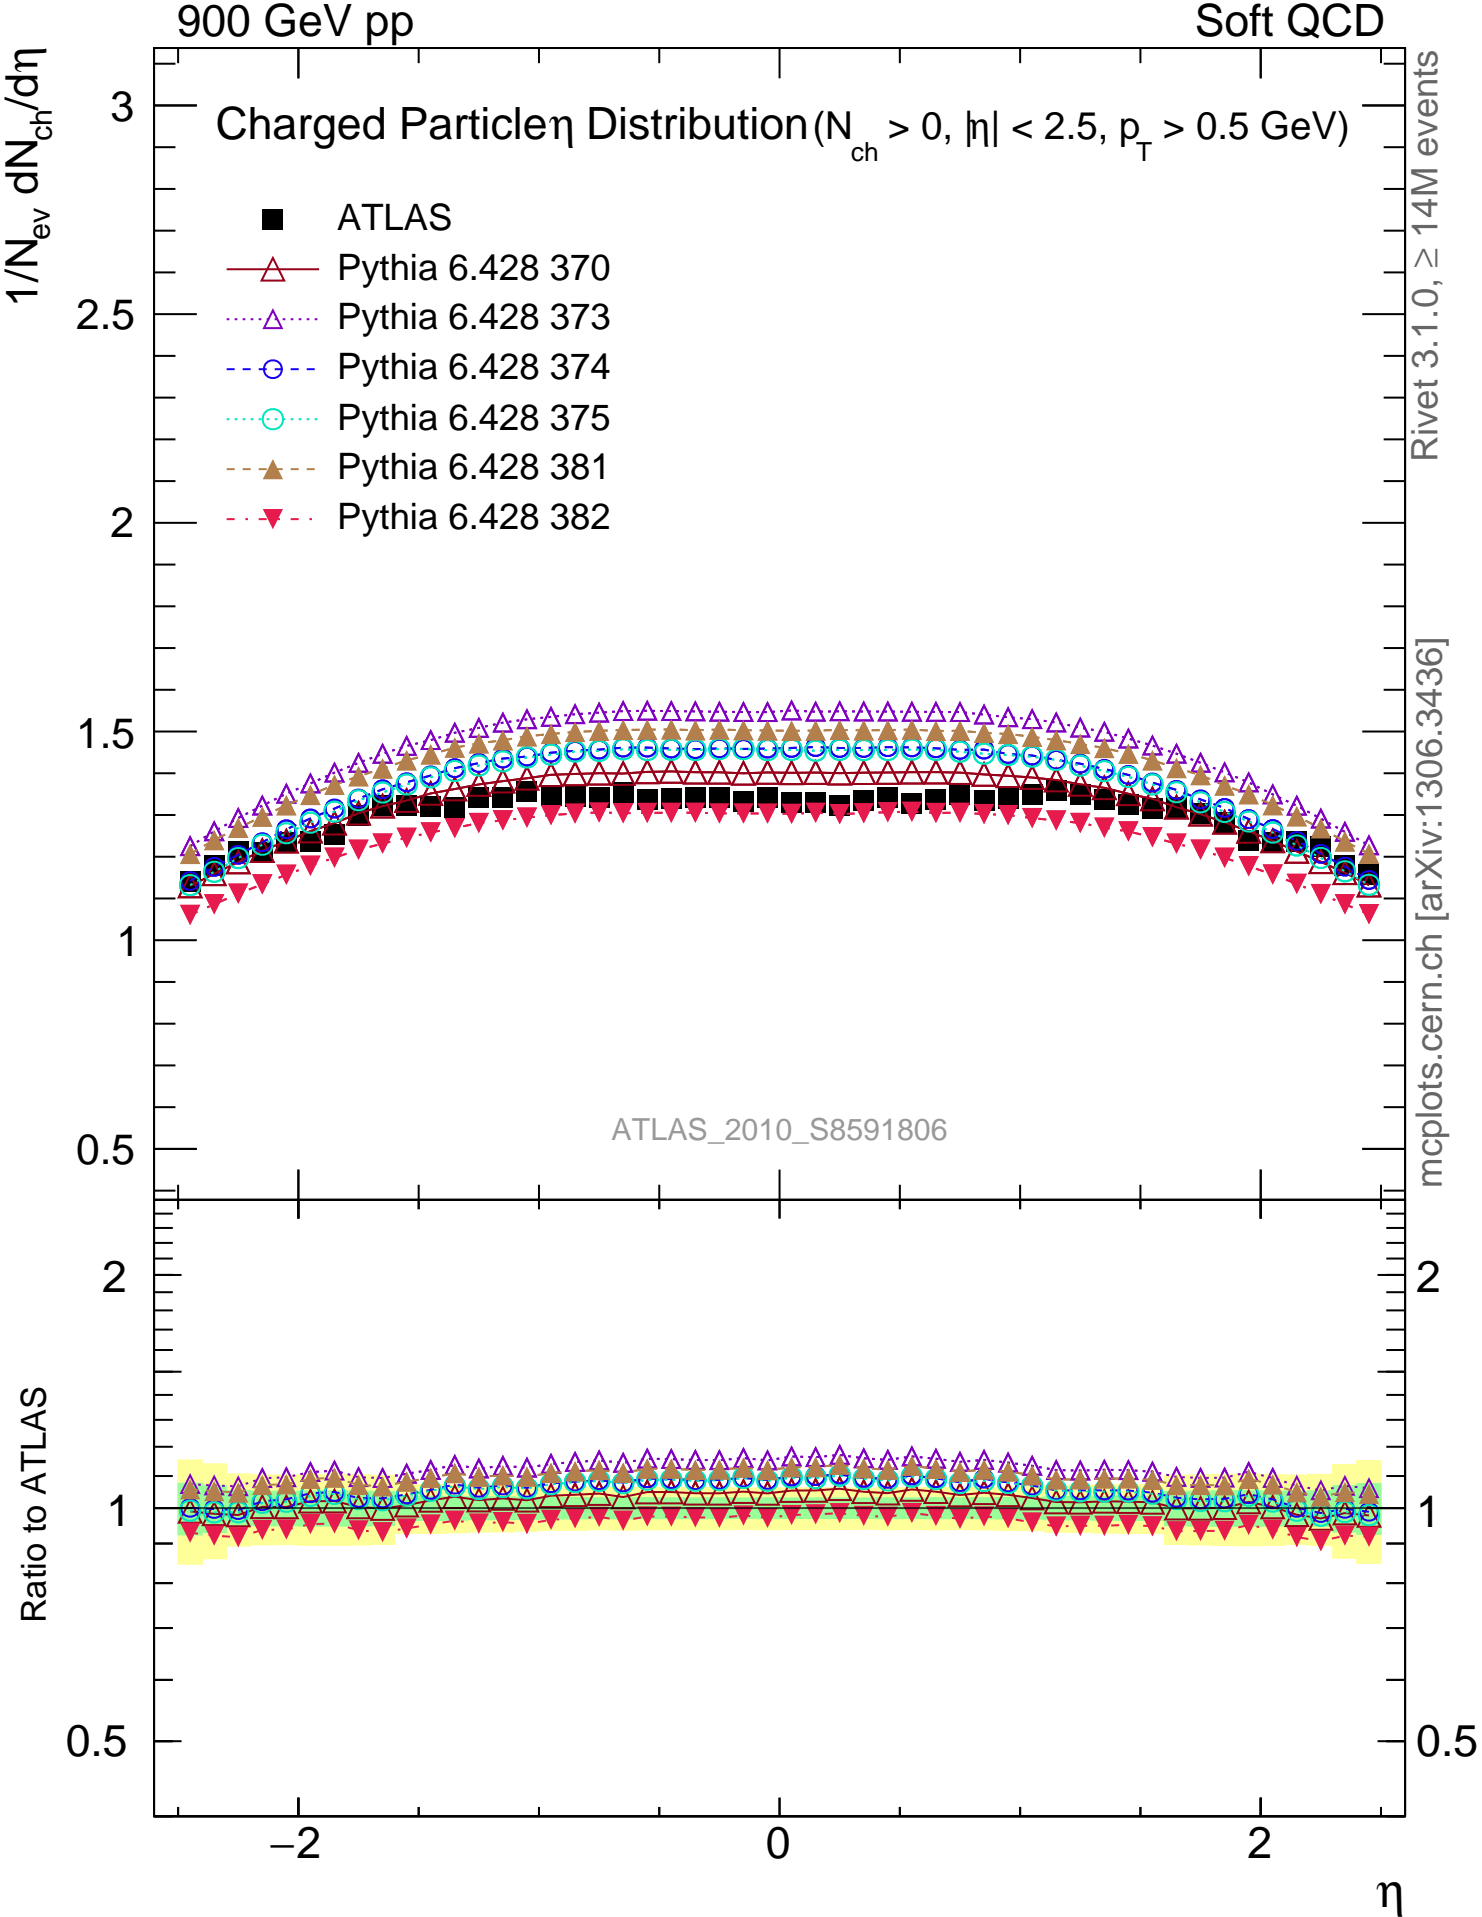 900 GeV pp
Soft QCD
1/N_ev dN_ch/dη
Charged Particle η Distribution (N_ch > 0, |η| < 2.5, p_T > 0.5 GeV)
ATLAS
Pythia 6.428 370
Pythia 6.428 373
Pythia 6.428 374
Pythia 6.428 375
Pythia 6.428 381
Pythia 6.428 382
3
2.5
2
1.5
1
0.5
ATLAS_2010_S8591806
Rivet 3.1.0, ≥ 14M events
mcplots.cern.ch [arXiv:1306.3436]
Ratio to ATLAS
2
1
0.5
2
1
0.5
−2
0
2
η